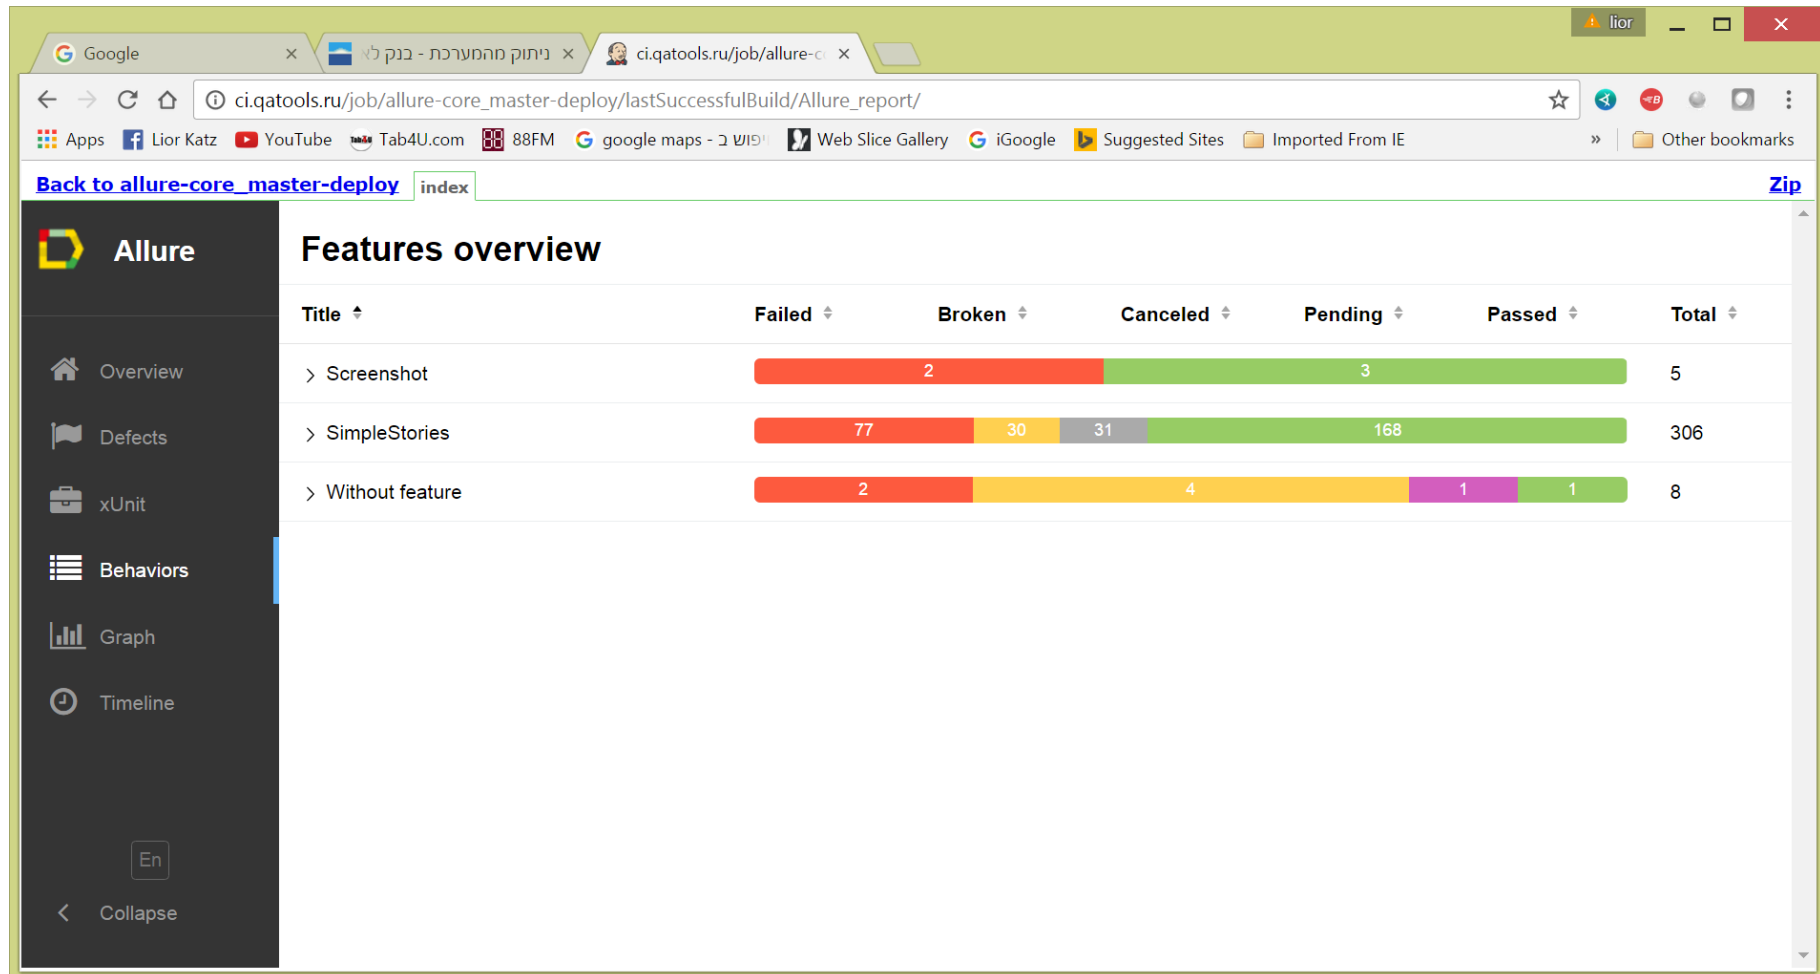 lior
Google
ניתוק מהמערכת - בנק לא
ci.qatools.ru/job/allure-c
ci.qatools.ru/job/allure-core_master-deploy/lastSuccessfulBuild/Allure_report/
Apps Lior Katz YouTube Tab4U.com 88FM google maps - חיפוש ב Web Slice Gallery iGoogle Suggested Sites Imported From IE » Other bookmarks
Back to allure-core_master-deploy index Zip
Allure
Features overview
Title Failed Broken Canceled Pending Passed Total
Screenshot 2 3 5
SimpleStories 77 30 31 168 306
Without feature 2 4 1 1 8
Overview
Defects
xUnit
Behaviors
Graph
Timeline
En
Collapse